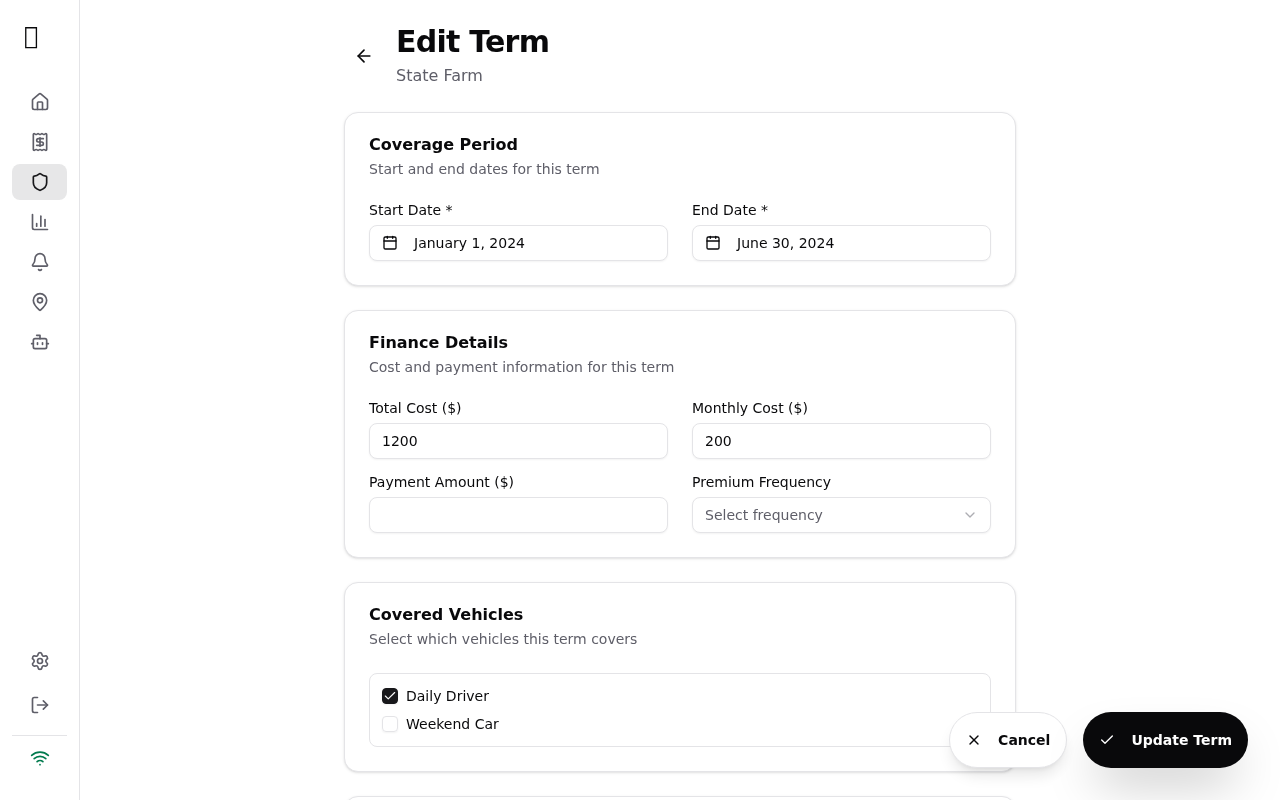 Edit Term
State Farm
Coverage Period
Start and end dates for this term
Start Date *
End Date *
January 1, 2024
June 30, 2024
Finance Details
Cost and payment information for this term
Total Cost ($)
Monthly Cost ($)
1200
200
Payment Amount ($)
Premium Frequency
Select frequency
Covered Vehicles
Select which vehicles this term covers
Daily Driver
Weekend Car
Cancel
Update Term